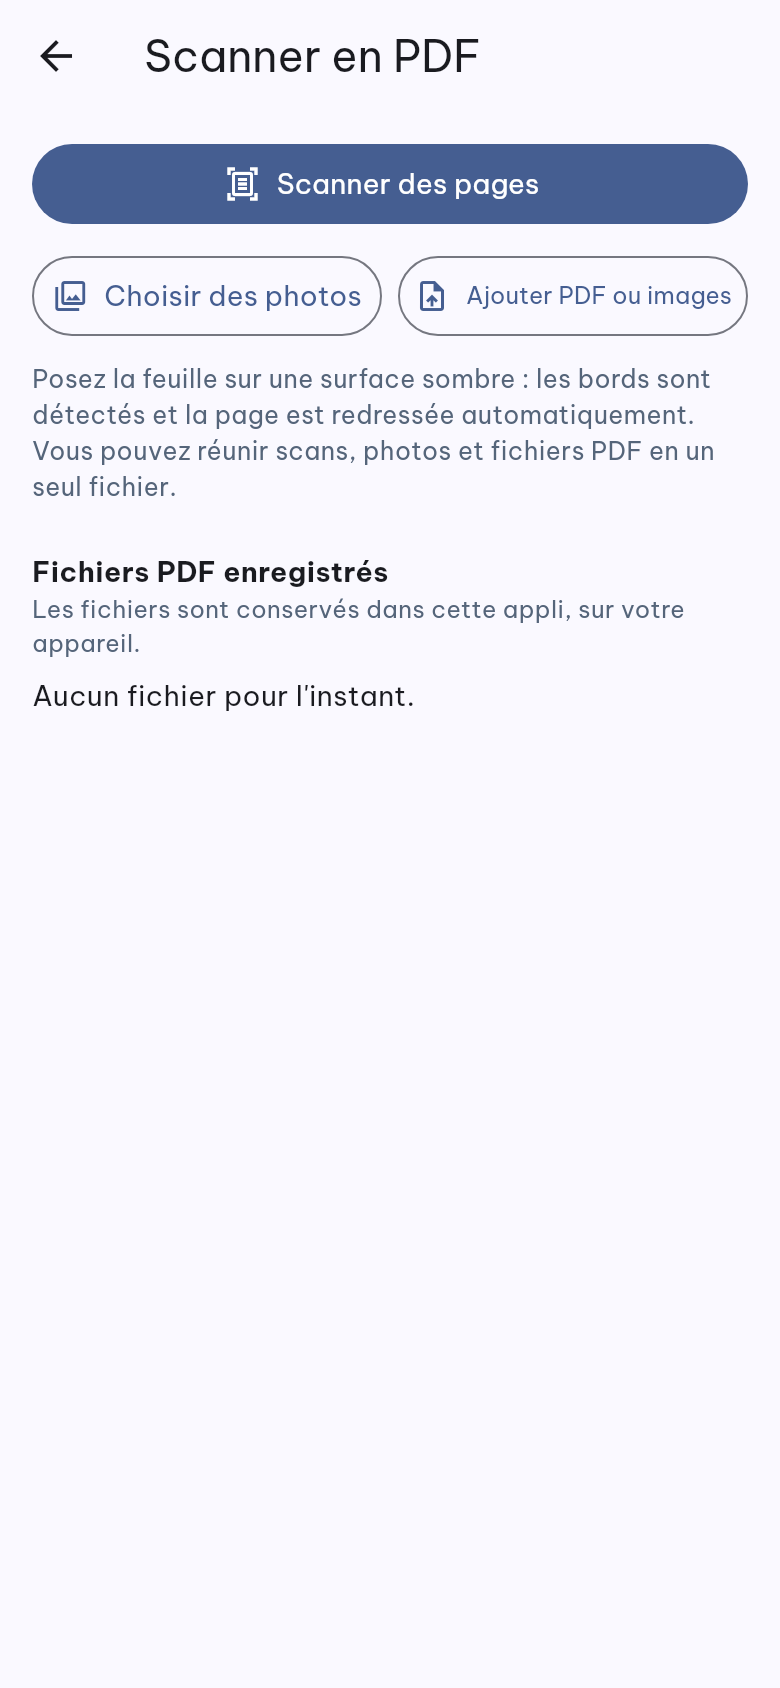 Scanner en PDF
Scanner des pages
Choisir des photos
Ajouter PDF ou images
Posez la feuille sur une surface sombre : les bords sont
détectés et la page est redressée automatiquement.
Vous pouvez réunir scans, photos et fichiers PDF en un
seul fichier.
Fichiers PDF enregistrés
Les fichiers sont conservés dans cette appli, sur votre
appareil.
Aucun fichier pour l'instant.